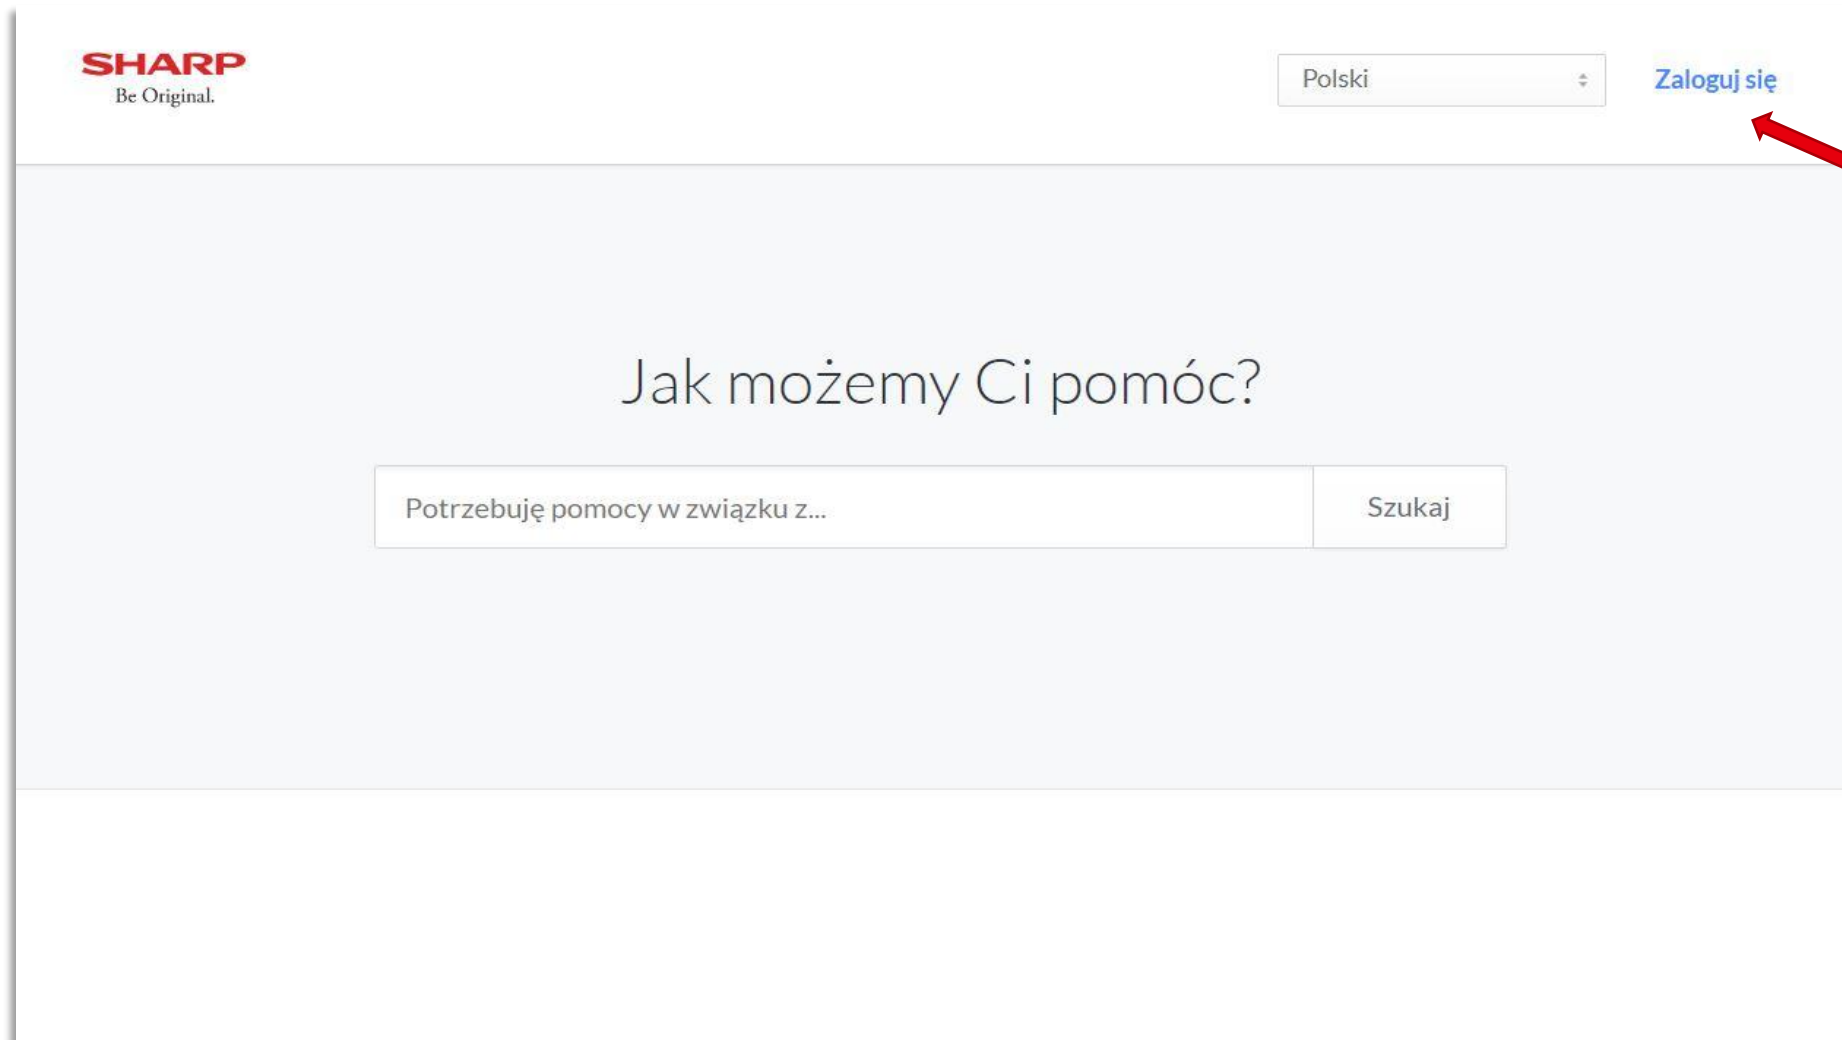 SHARP
Be Original.
Polski
Zaloguj się
Jak możemy Ci pomóc?
Potrzebuję pomocy w związku z...
Szukaj